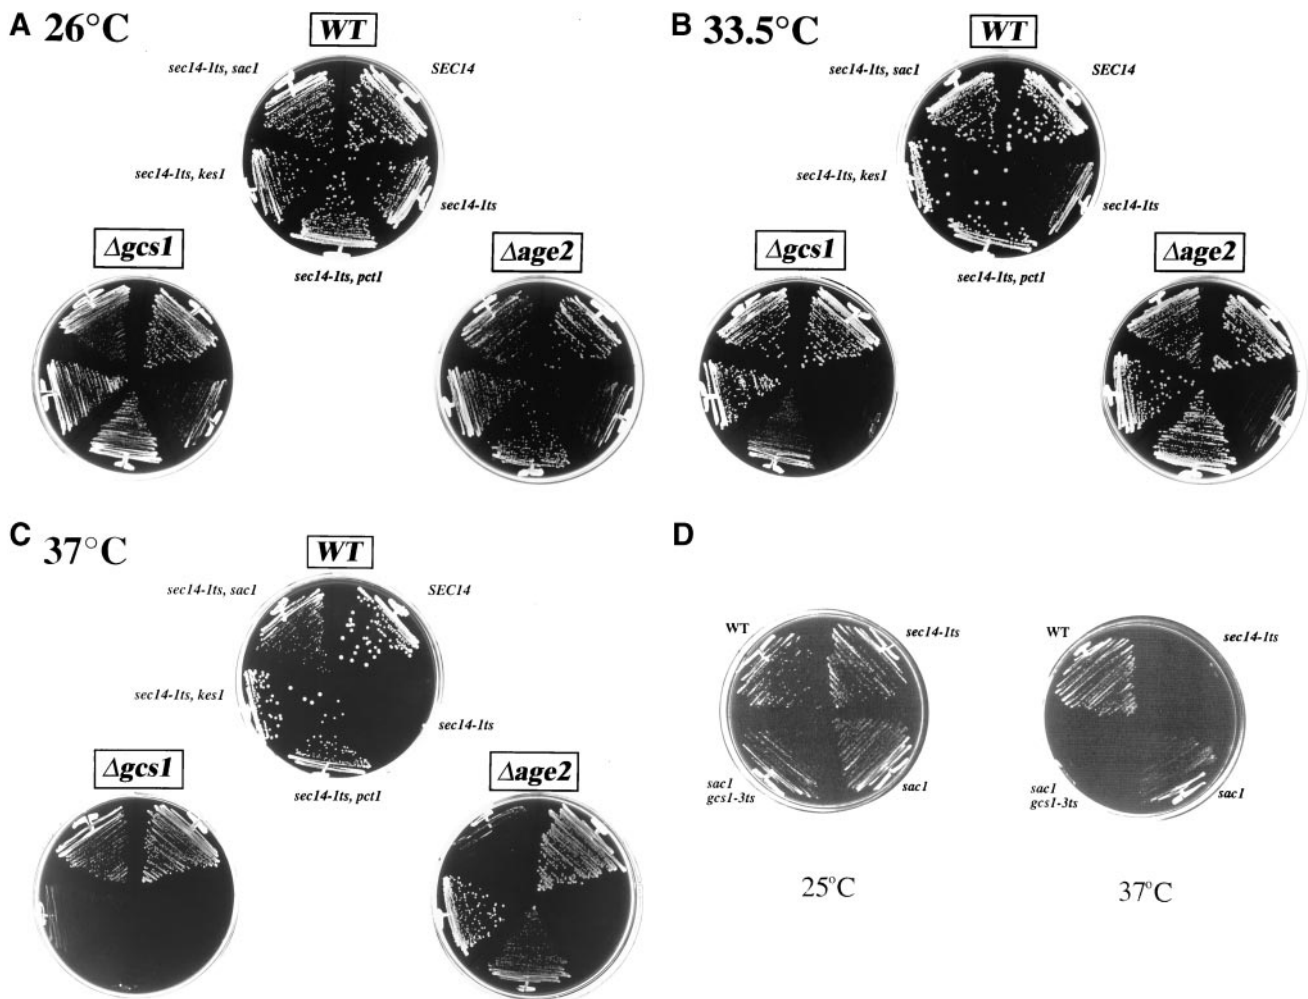 A 26°C
WT
sec14-1ts, sac1
SEC14
sec14-1ts, kes1
sec14-1ts
Δgcs1
Δage2
sec14-1ts, pct1
B 33.5°C
WT
sec14-1ts, sac1
SEC14
sec14-1ts, kes1
sec14-1ts
Δgcs1
Δage2
sec14-1ts, pct1
C 37°C
WT
sec14-1ts, sac1
SEC14
sec14-1ts, kes1
sec14-1ts
Δgcs1
Δage2
sec14-1ts, pct1
D
WT
sec14-1ts
sac1
gcs1-3ts
sac1
25°C
WT
sec14-1ts
sac1
gcs1-3ts
sac1
37°C